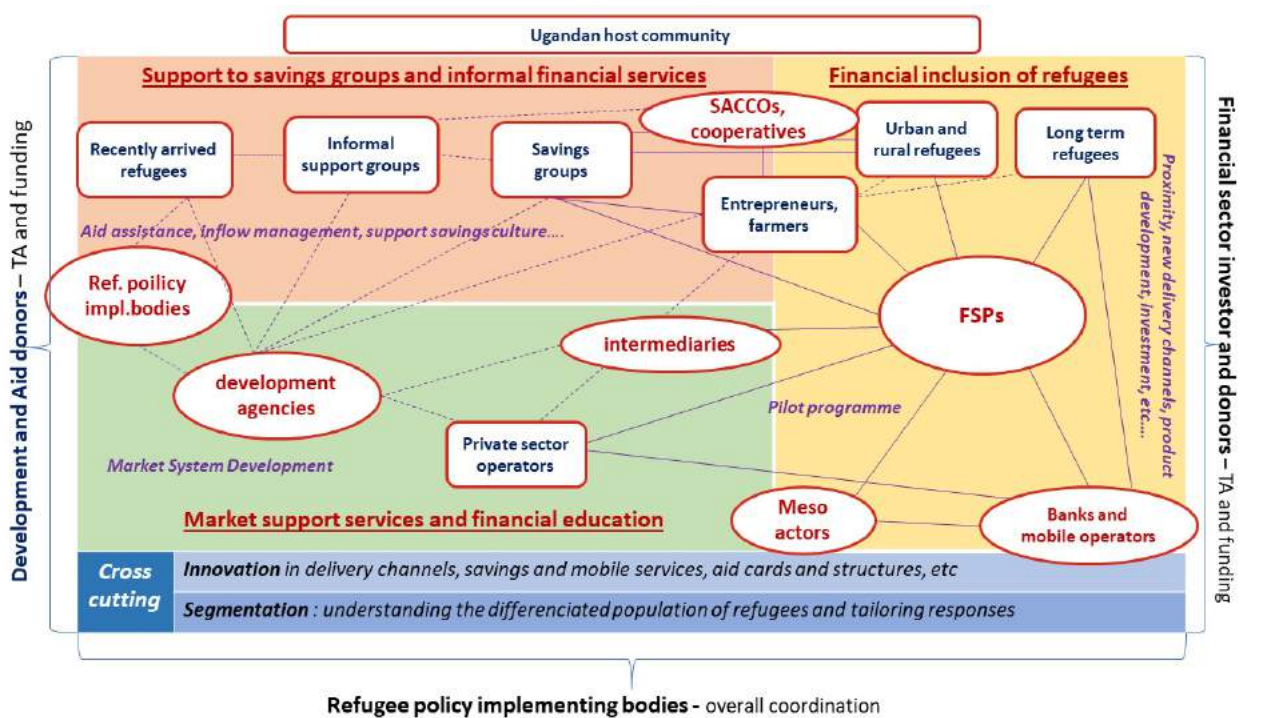 Ugandan host community
Support to savings groups and informal financial services
Financial inclusion of refugees
SACCOs,
cooperatives
Recently arrived
refugees
Informal
support groups
Savings
groups
Urban and
rural refugees
Long term
refugees
Entrepreneurs,
farmers
Aid assistance, inflow management, support savings culture....
Ref. poilicy
impl.bodies
FSPs
intermediaries
development
agencies
Private sector
operators
Pilot programme
Market System Development
Market support services and financial education
Meso
actors
Banks and
mobile operators
Proximity, new delivery channels, product
development, investment, etc....
Development and Aid donors – TA and funding
Financial sector investor and donors – TA and funding
Cross
cutting
Innovation in delivery channels, savings and mobile services, aid cards and structures, etc
Segmentation : understanding the differenciated population of refugees and tailoring responses
Refugee policy implementing bodies - overall coordination